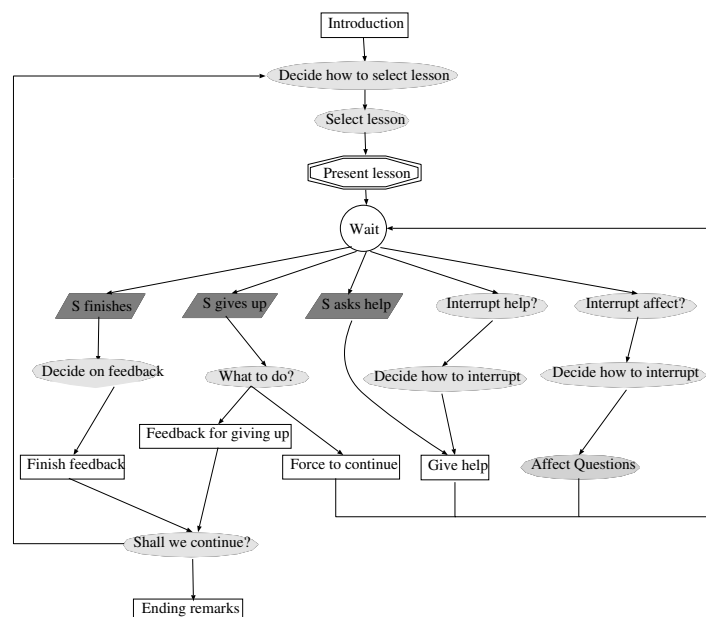 Introduction
Decide how to select lesson
Select lesson
Present lesson
Wait
S finishes
S gives up
S asks help
Interrupt help?
Interrupt affect?
Decide on feedback
What to do?
Decide how to interrupt
Decide how to interrupt
Feedback for giving up
Finish feedback
Force to continue
Give help
Affect Questions
Shall we continue?
Ending remarks